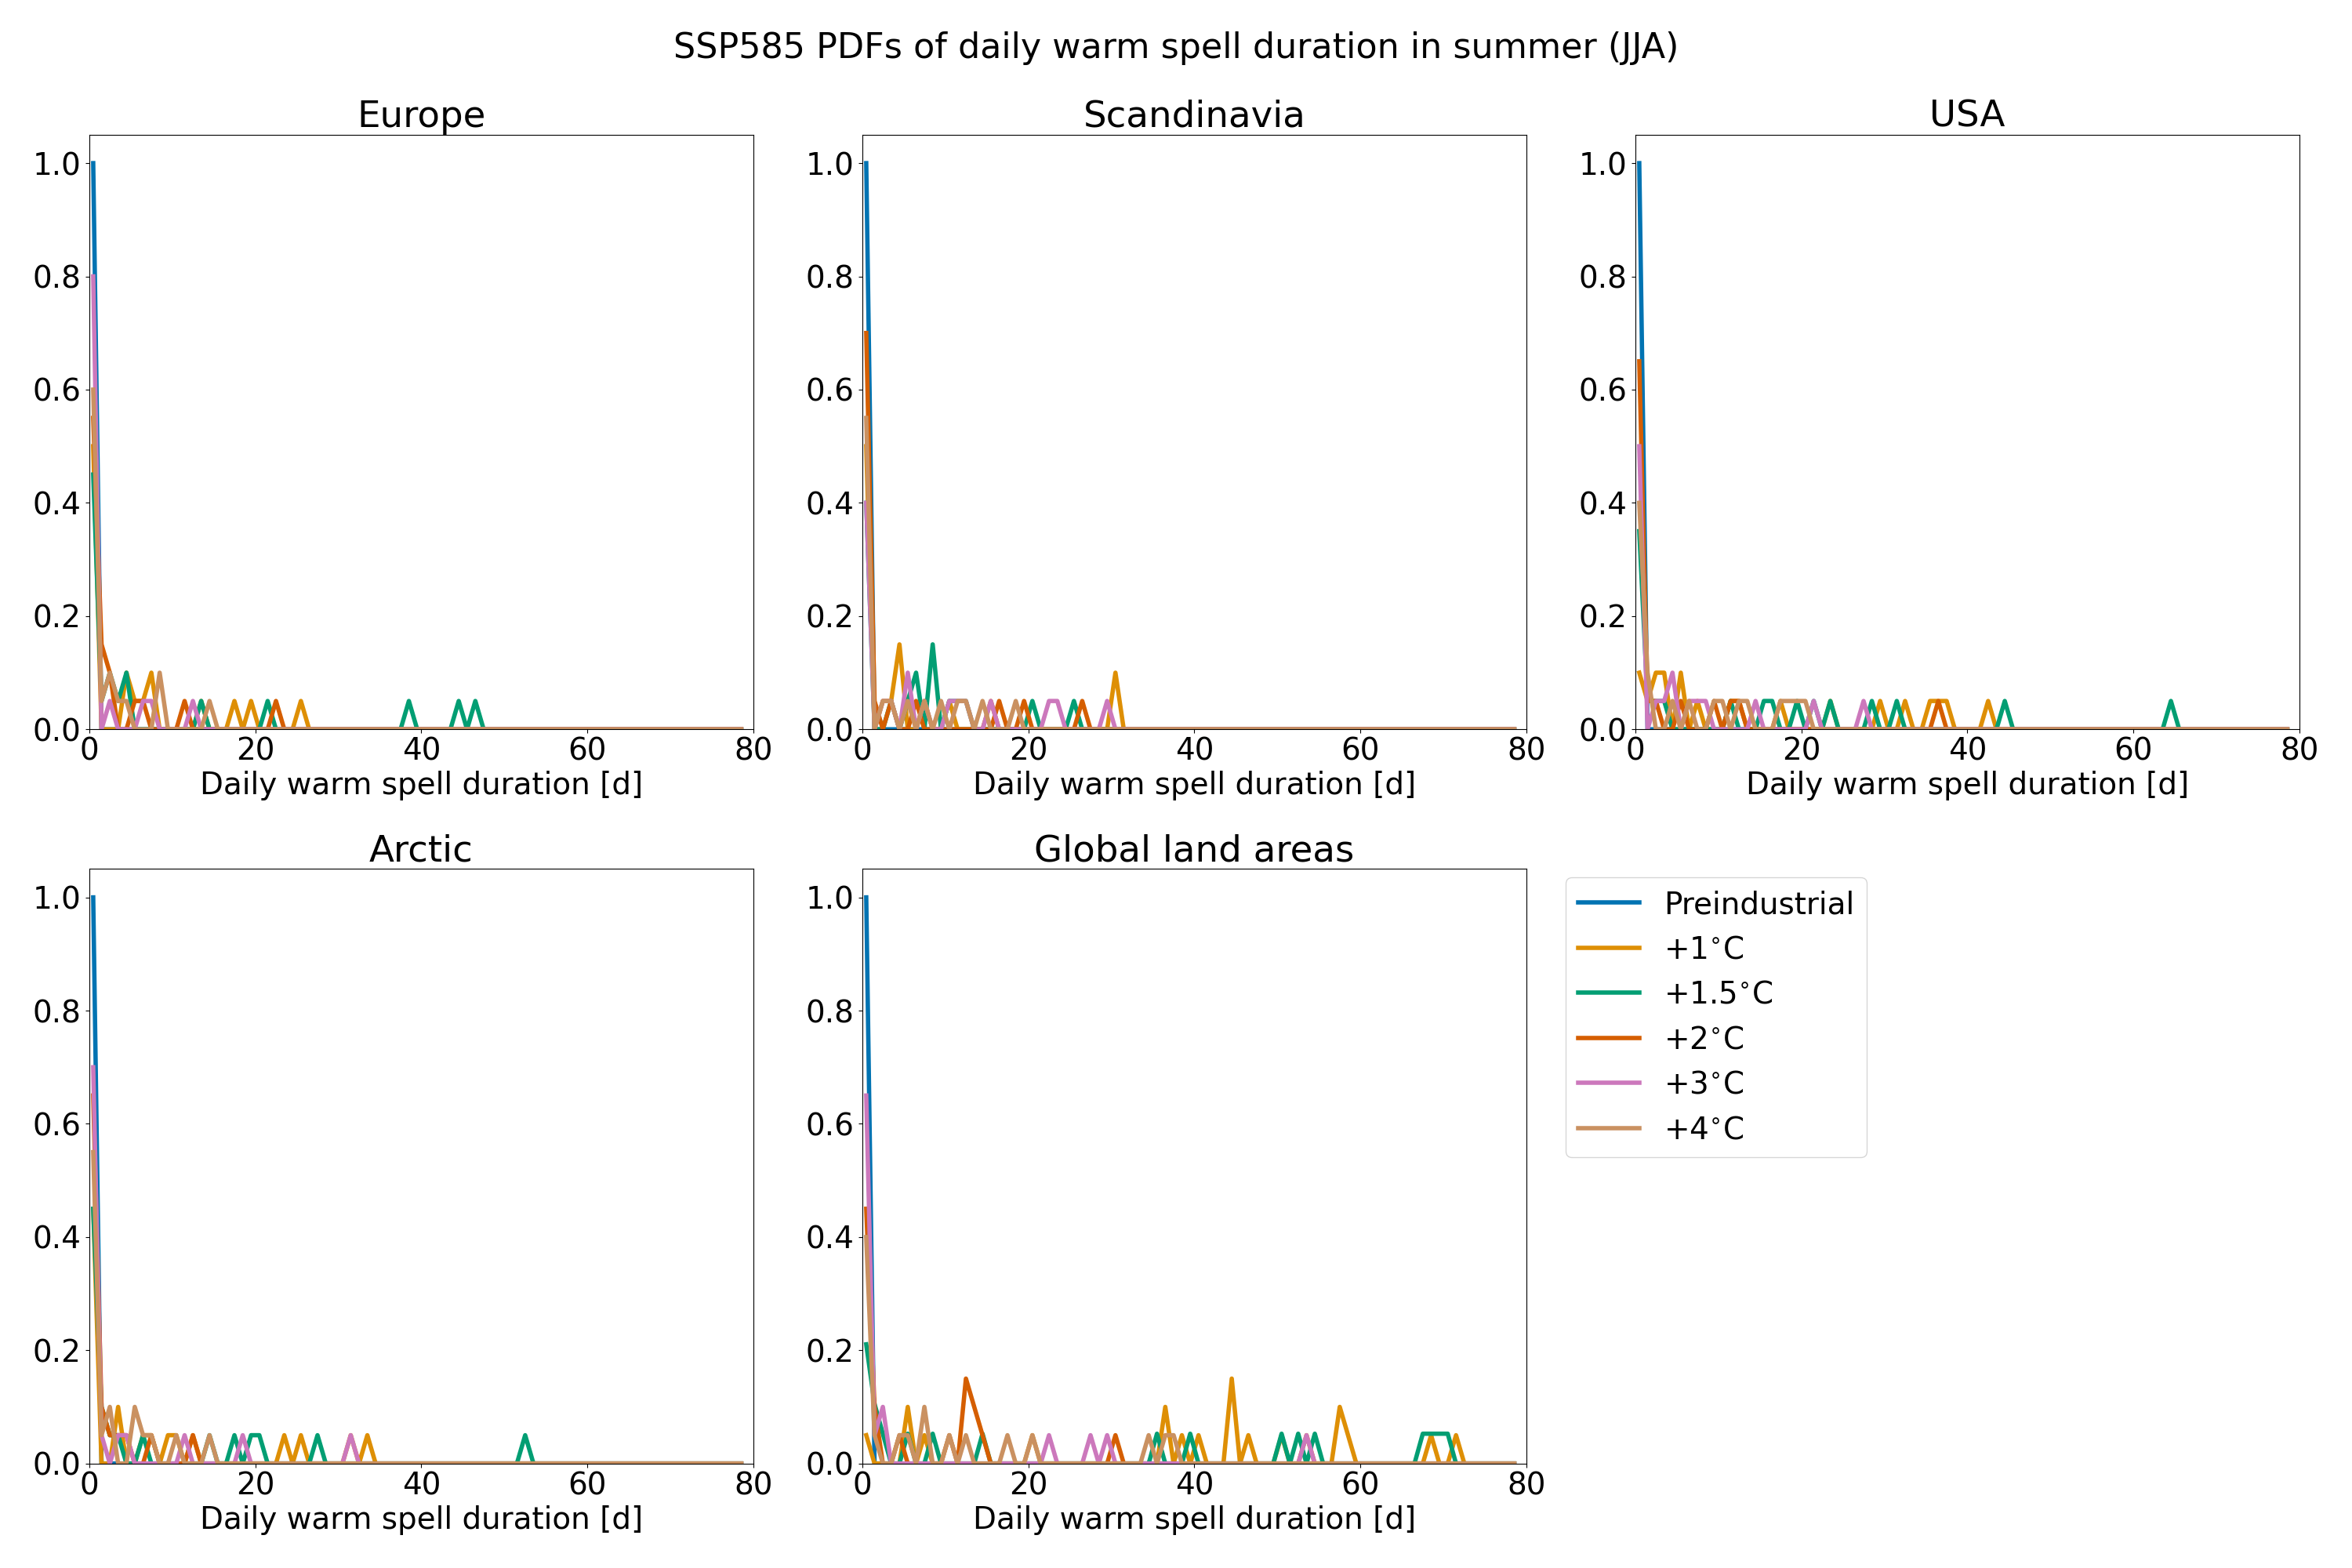 SSP585 PDFs of daily warm spell duration in summer (JJA)
Europe
1.0
0.8
0.6
0.4
0.2
0.0
0 20 40 60 80
Daily warm spell duration [d]
Scandinavia
1.0
0.8
0.6
0.4
0.2
0.0
0 20 40 60 80
Daily warm spell duration [d]
USA
1.0
0.8
0.6
0.4
0.2
0.0
0 20 40 60 80
Daily warm spell duration [d]
Arctic
1.0
0.8
0.6
0.4
0.2
0.0
0 20 40 60 80
Daily warm spell duration [d]
Global land areas
1.0
0.8
0.6
0.4
0.2
0.0
0 20 40 60 80
Daily warm spell duration [d]
Preindustrial
+1°C
+1.5°C
+2°C
+3°C
+4°C